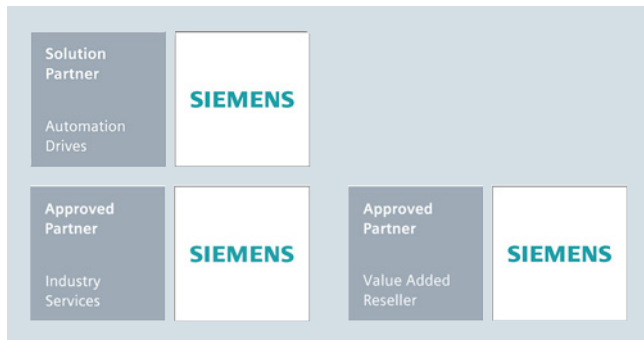 Solution
Partner
Automation
Drives
SIEMENS
Approved
Partner
Industry
Services
SIEMENS
Approved
Partner
Value Added
Reseller
SIEMENS